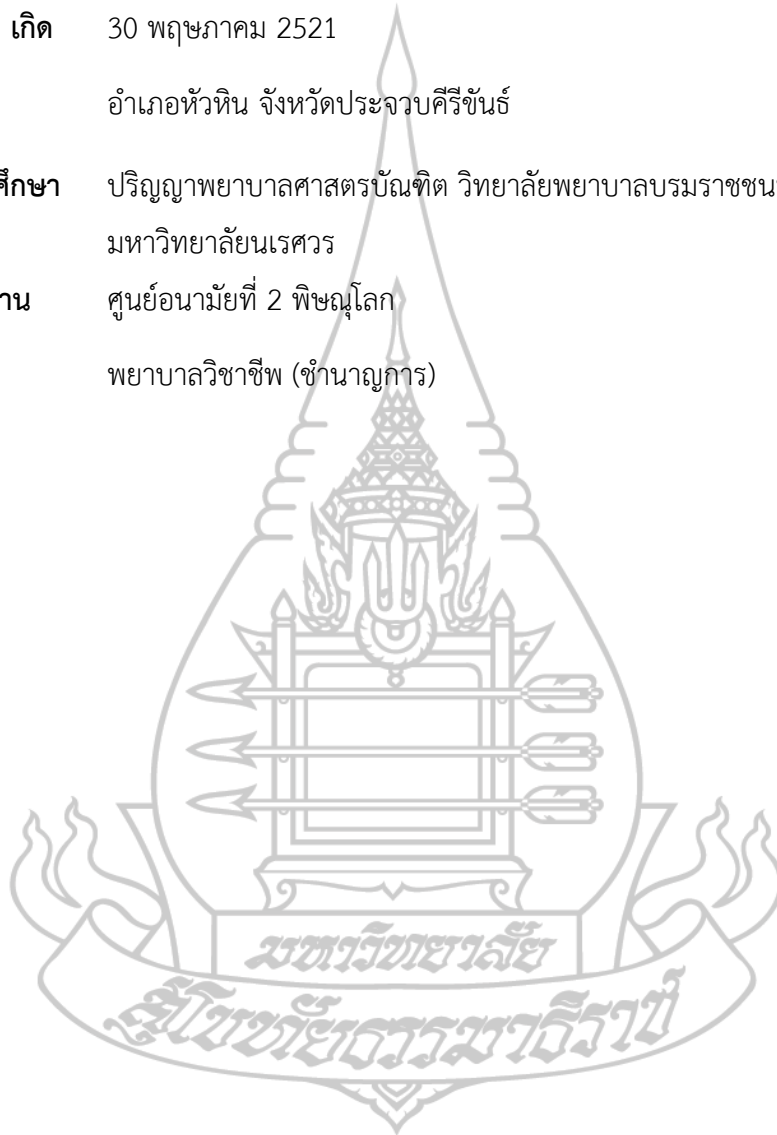 เกิด 30 พฤษภาคม 2521
อำเภอหัวหิน จังหวัดประจวบคีรีขันธ์
ศึกษา ปริญญาพยาบาลศาสตรบัณฑิต วิทยาลัยพยาบาลบรมราชชน
มหาวิทยาลัยนเรศวร
าน ศูนย์อนามัยที่ 2 พิษณุโลก
พยาบาลวิชาชีพ (ชำนาญการ)
มหาวิทยาลัย
สุโขทัยธรรมาธิราช